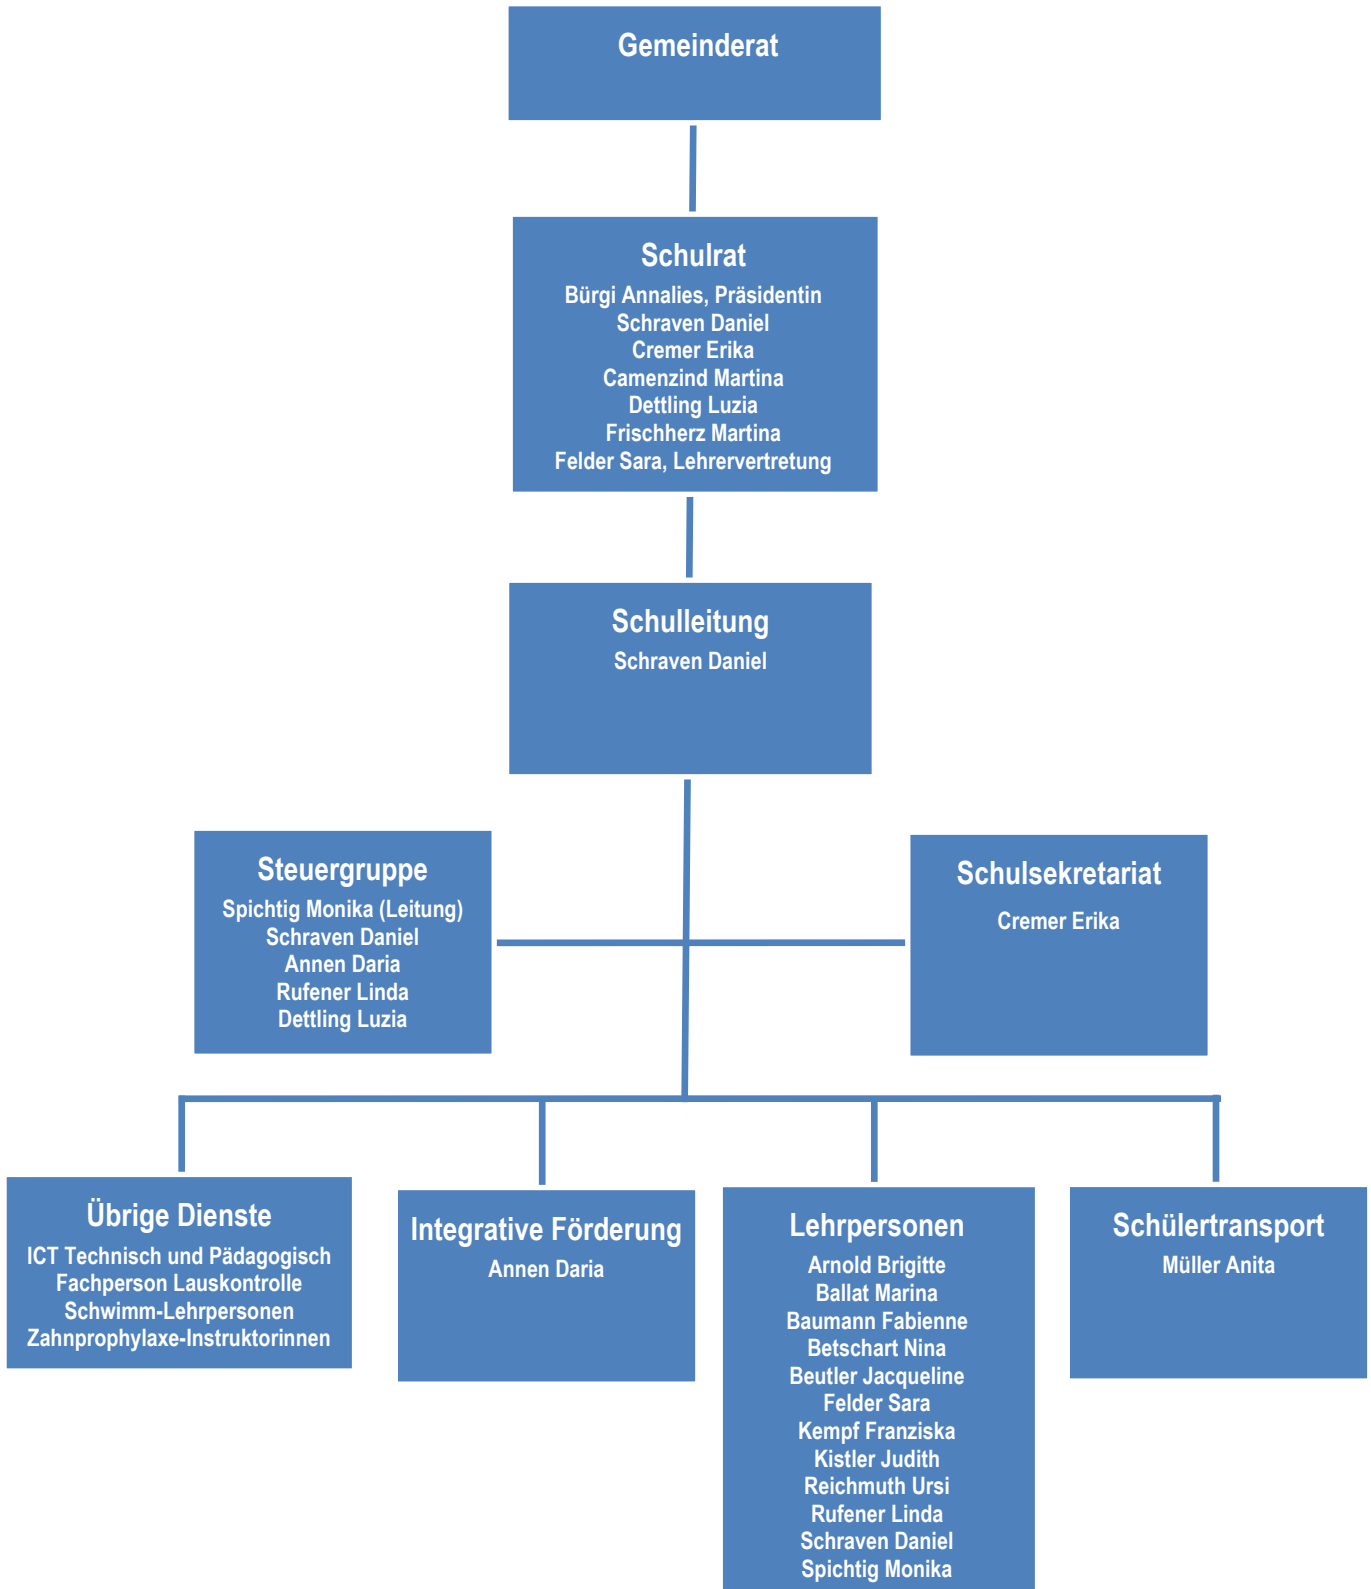 Gemeinderat
Schulrat
Bürgi Annalies, Präsidentin
Schraven Daniel
Cremer Erika
Camenzind Martina
Dettling Luzia
Frischherz Martina
Felder Sara, Lehrervertretung
Schulleitung
Schraven Daniel
Steuergruppe
Spichtig Monika (Leitung)
Schraven Daniel
Annen Daria
Rufener Linda
Dettling Luzia
Schulsekretariat
Cremer Erika
Übrige Dienste
ICT Technisch und Pädagogisch
Fachperson Lauskontrolle
Schwimm-Lehrpersonen
Zahnprophylaxe-Instruktorinnen
Integrative Förderung
Annen Daria
Lehrpersonen
Arnold Brigitte
Ballat Marina
Baumann Fabienne
Betschart Nina
Beutler Jacqueline
Felder Sara
Kempf Franziska
Kistler Judith
Reichmuth Ursi
Rufener Linda
Schraven Daniel
Spichtig Monika
Schülertransport
Müller Anita